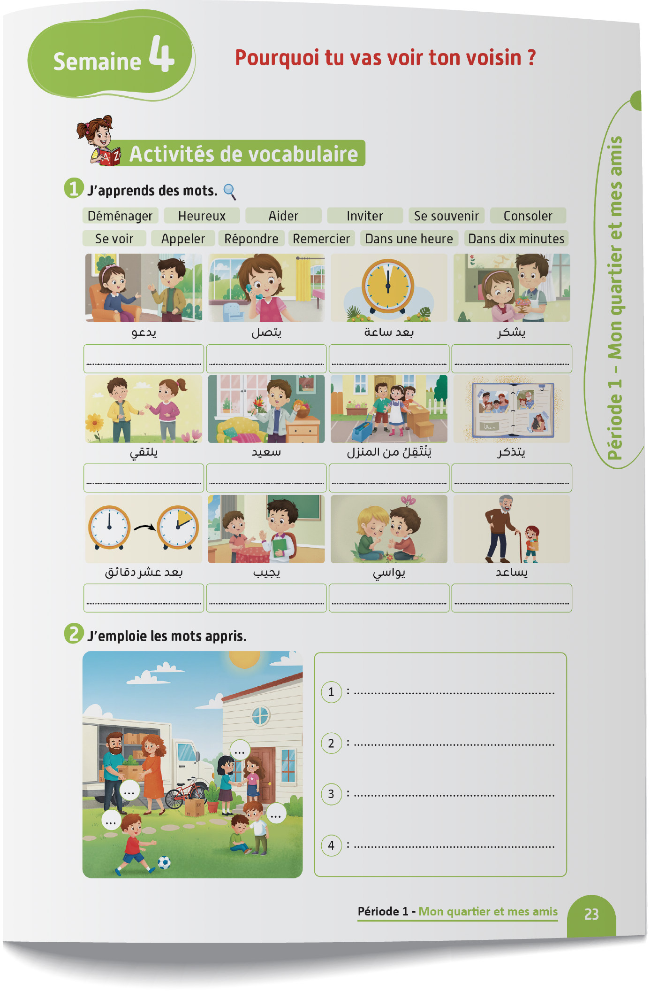 Semaine 4
Pourquoi tu vas voir ton voisin ?
A Z
Activités de vocabulaire
1 J'apprends des mots.
Déménager Heureux Aider Inviter Se souvenir Consoler
Se voir Appeler Répondre Remercier Dans une heure Dans dix minutes
يدعو يتصل بعد ساعة يشكر
يلتقي سعيد يَنْتَقِلُ من المنزل يتذكر
بعد عشر دقائق يجيب يواسي يساعد
2 J'emploie les mots appris.
...
...
...
...
1 : ..........................................................
2 : ..........................................................
3 : ..........................................................
4 : ..........................................................
Période 1 - Mon quartier et mes amis
Période 1 - Mon quartier et mes amis 23